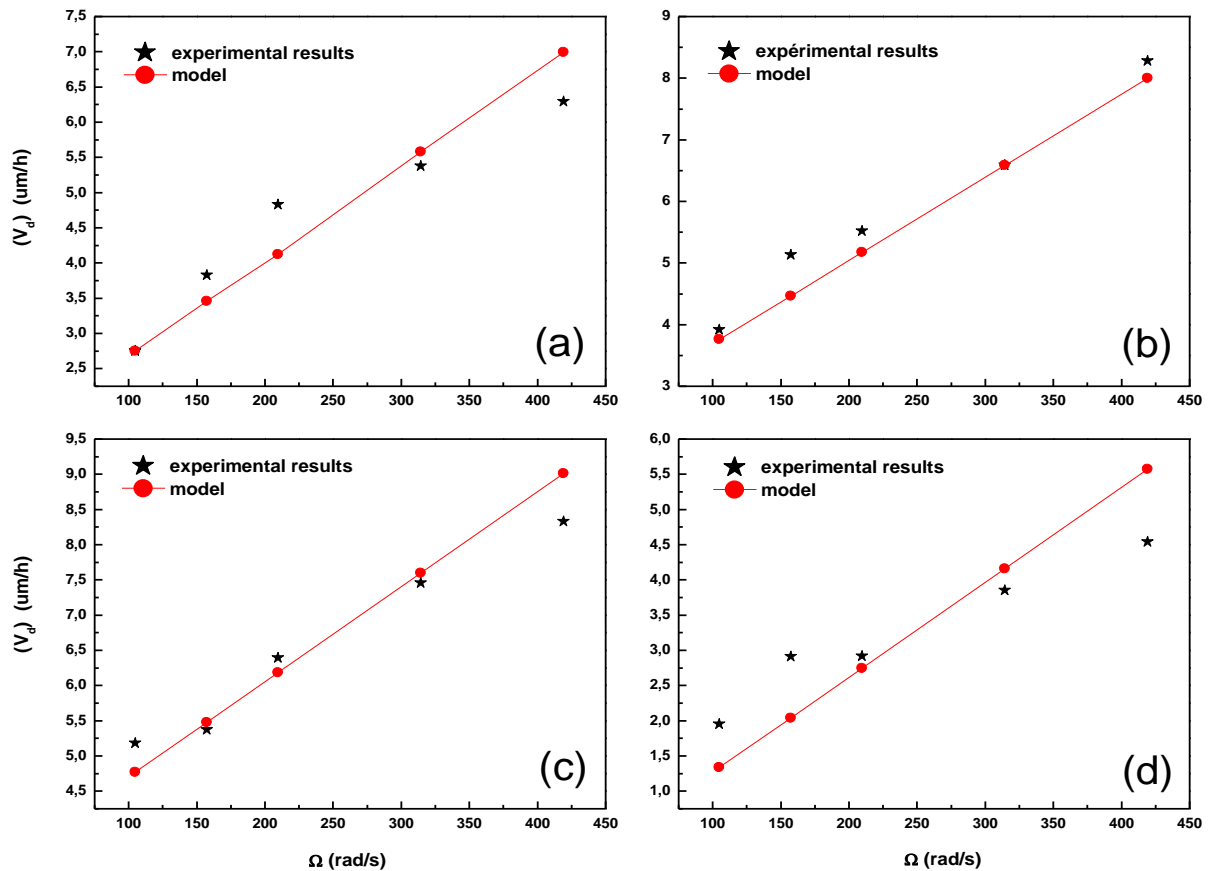 7,5
7,0
6,5
6,0
5,5
5,0
4,5
4,0
3,5
3,0
2,5
(V_d) (um/h)
experimental results
model
(a)
100 150 200 250 300 350 400 450
9
8
7
6
5
4
3
expérimental results
model
(b)
100 150 200 250 300 350 400 450
9,5
9,0
8,5
8,0
7,5
7,0
6,5
6,0
5,5
5,0
4,5
(V_d) (um/h)
experimental results
model
(c)
100 150 200 250 300 350 400 450
Ω (rad/s)
6,0
5,5
5,0
4,5
4,0
3,5
3,0
2,5
2,0
1,5
1,0
experimental results
model
(d)
100 150 200 250 300 350 400 450
Ω (rad/s)